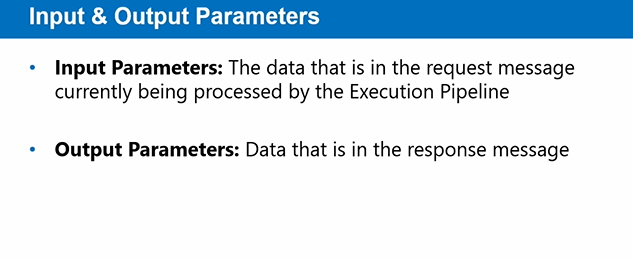 Input & Output Parameters
• Input Parameters: The data that is in the request message
currently being processed by the Execution Pipeline
• Output Parameters: Data that is in the response message